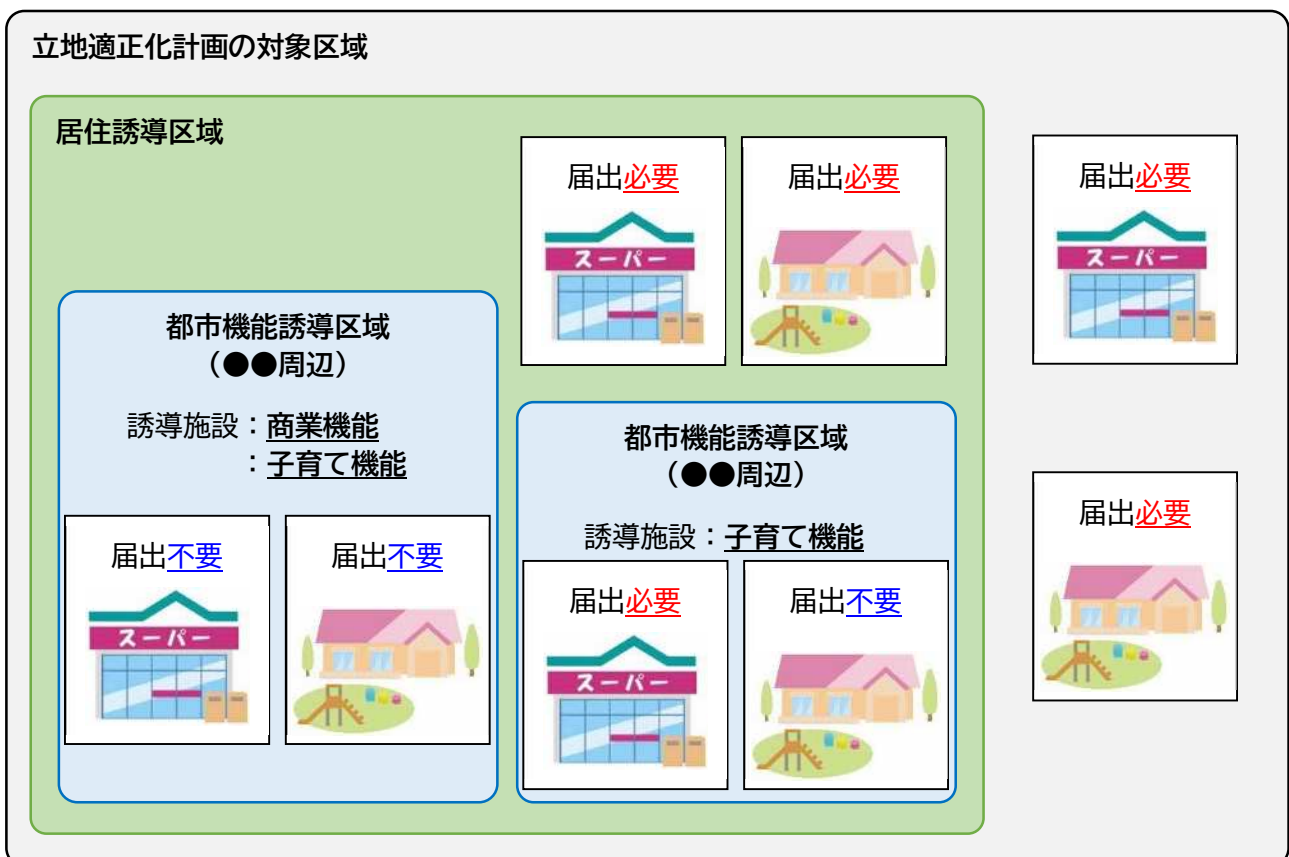 立地適正化計画の対象区域
居住誘導区域
届出必要
スーパー
届出必要
届出必要
スーパー
都市機能誘導区域
（●●周辺）
誘導施設：商業機能
：子育て機能
届出不要
スーパー
届出不要
都市機能誘導区域
（●●周辺）
誘導施設：子育て機能
届出必要
スーパー
届出不要
届出必要